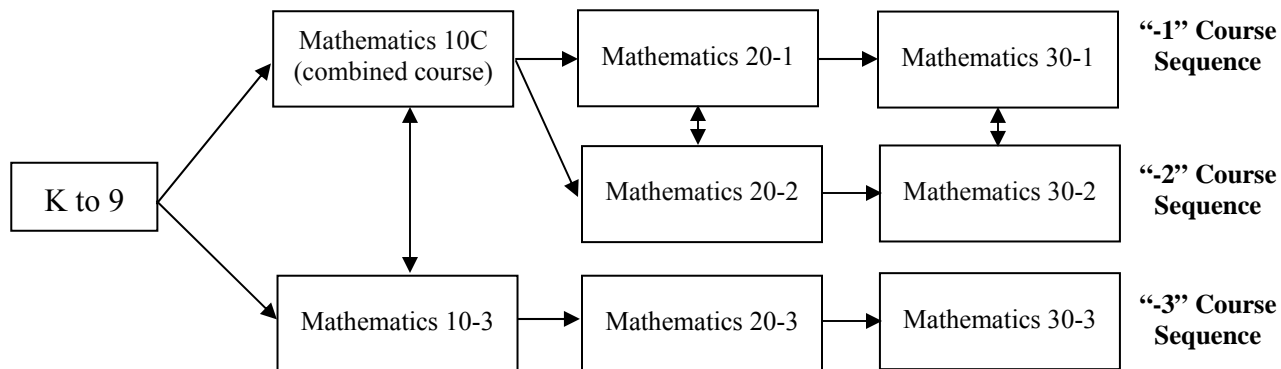 Mathematics 10C
(combined course)
Mathematics 20-1
Mathematics 30-1
“-1” Course
Sequence
K to 9
Mathematics 20-2
Mathematics 30-2
“-2” Course
Sequence
Mathematics 10-3
Mathematics 20-3
Mathematics 30-3
“-3” Course
Sequence